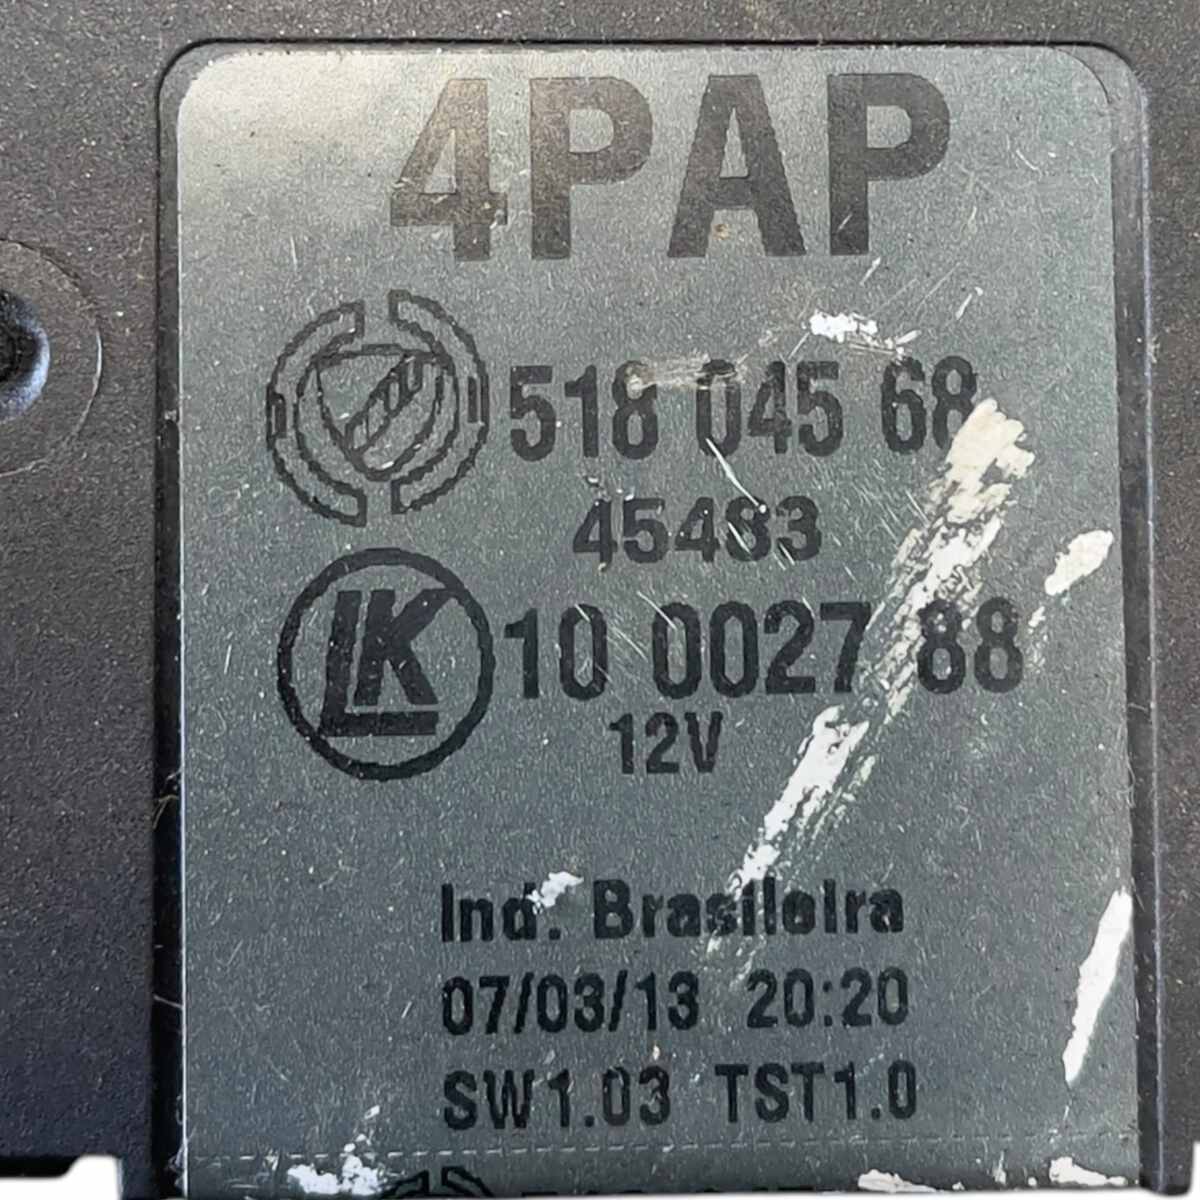 4PAP
518 045 68
45483
LK 10 0027 88
12V
Ind. Brasileira
07/03/13 20:20
SW1.03 TST1.0